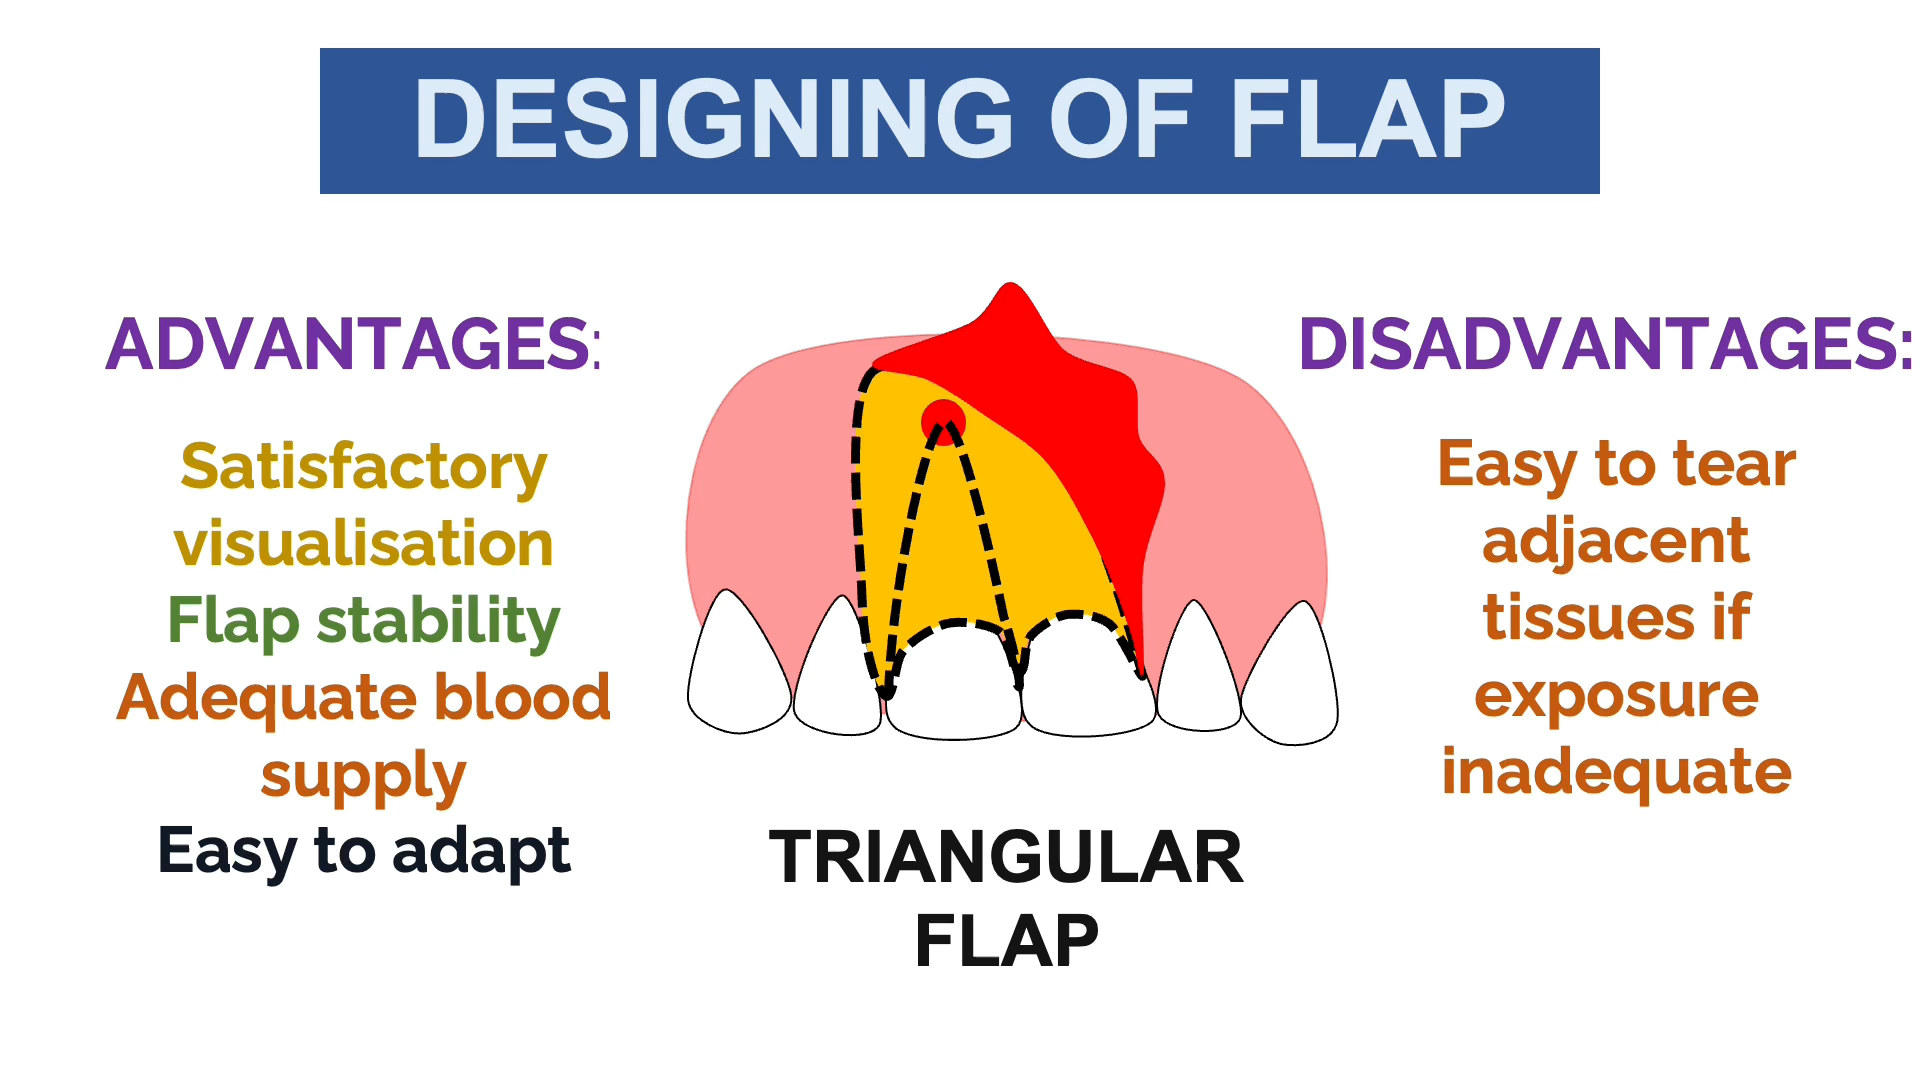 DESIGNING OF FLAP
ADVANTAGES:
Satisfactory
visualisation
Flap stability
Adequate blood
supply
Easy to adapt
TRIANGULAR
FLAP
DISADVANTAGES:
Easy to tear
adjacent
tissues if
exposure
inadequate